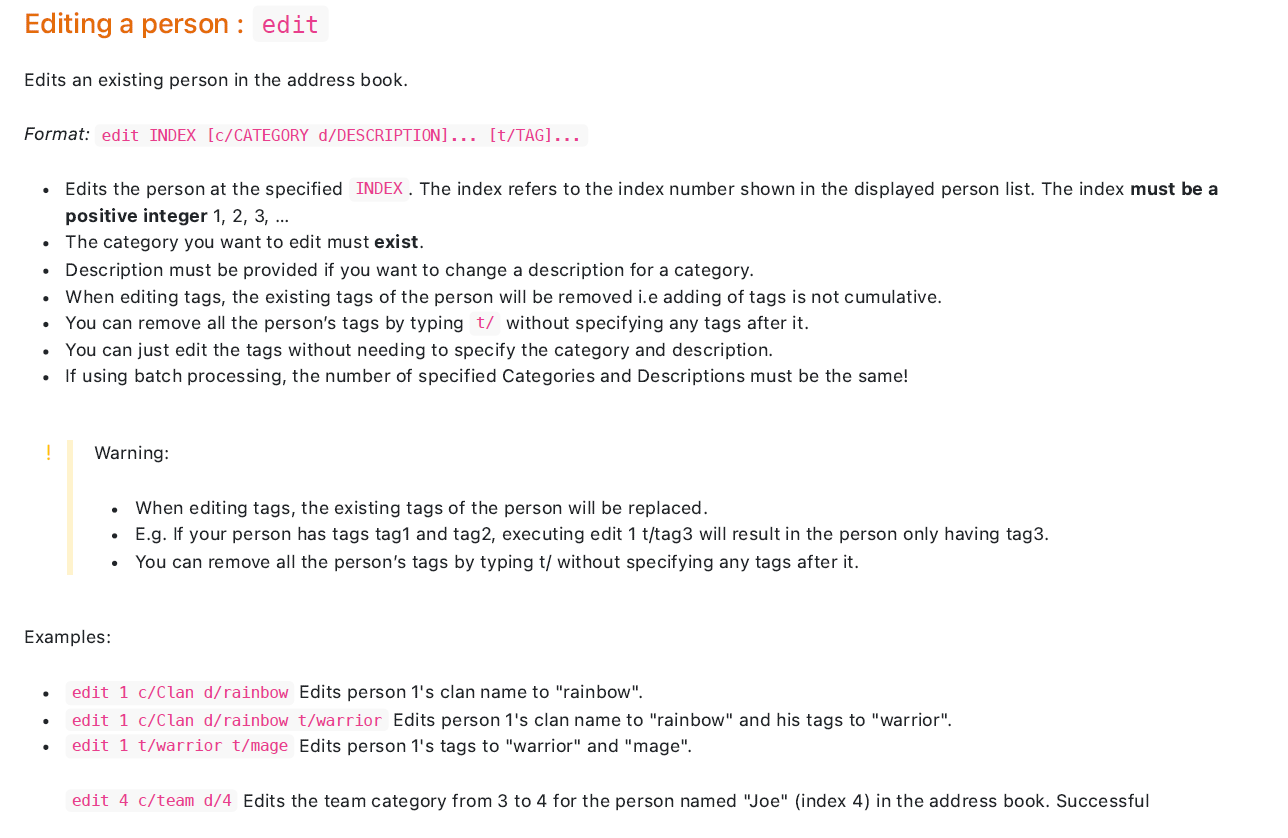 Editing a person : edit
Edits an existing person in the address book.
Format: edit INDEX [c/CATEGORY d/DESCRIPTION]... [t/TAG]...
• Edits the person at the specified INDEX. The index refers to the index number shown in the displayed person list. The index must be a
positive integer 1, 2, 3, …
• The category you want to edit must exist.
• Description must be provided if you want to change a description for a category.
• When editing tags, the existing tags of the person will be removed i.e adding of tags is not cumulative.
• You can remove all the person’s tags by typing t/ without specifying any tags after it.
• You can just edit the tags without needing to specify the category and description.
• If using batch processing, the number of specified Categories and Descriptions must be the same!
! Warning:
• When editing tags, the existing tags of the person will be replaced.
• E.g. If your person has tags tag1 and tag2, executing edit 1 t/tag3 will result in the person only having tag3.
• You can remove all the person’s tags by typing t/ without specifying any tags after it.
Examples:
• edit 1 c/Clan d/rainbow Edits person 1's clan name to "rainbow".
• edit 1 c/Clan d/rainbow t/warrior Edits person 1's clan name to "rainbow" and his tags to "warrior".
• edit 1 t/warrior t/mage Edits person 1's tags to "warrior" and "mage".
edit 4 c/team d/4 Edits the team category from 3 to 4 for the person named "Joe" (index 4) in the address book. Successful